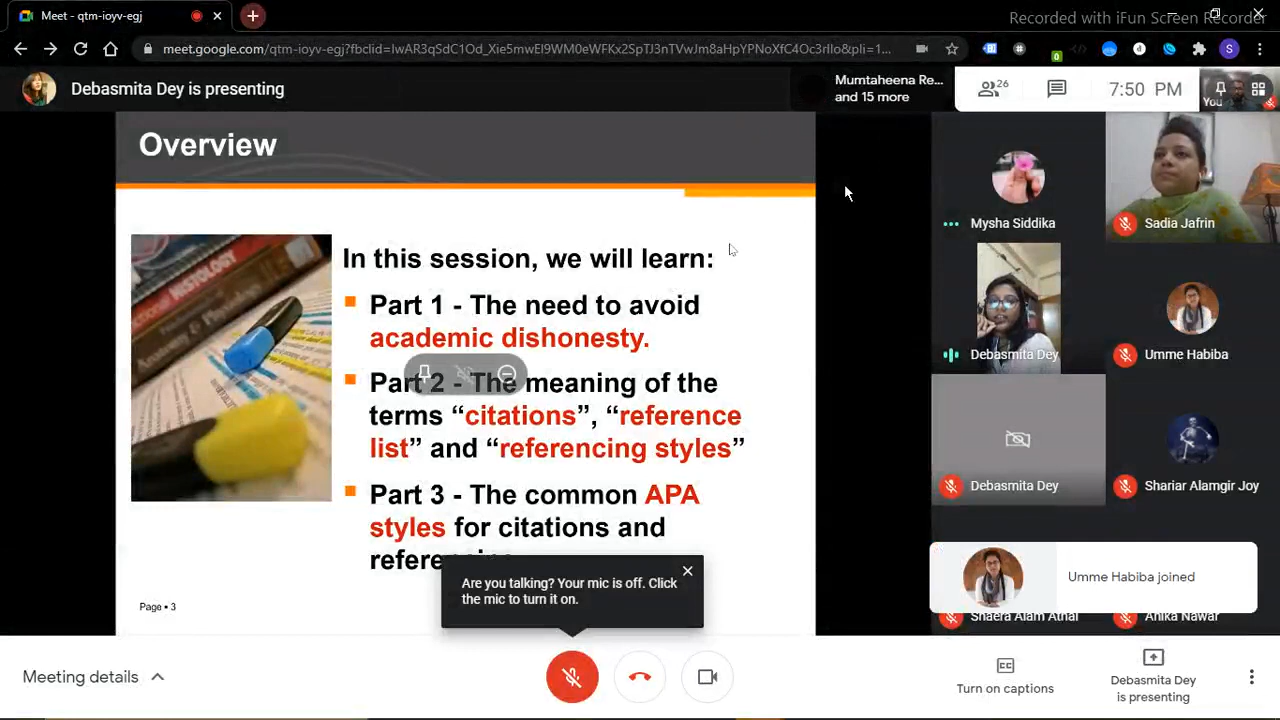 Meet - qtm-ioyv-egj
Recorded with iFun Screen Recorder
meet.google.com/qtm-ioyv-egj?fbclid=IwAR3qSdC1Od_Xie5mwEI9WM0eWFKx2SpTJ3nTVwJm8aHpYPNoXfC4Oc3rIlo&pli=1...
0
S
Debasmita Dey is presenting
Mumtaheena Re...
and 15 more
26
7:50 PM
You
Overview
In this session, we will learn:
Part 1 - The need to avoid
academic dishonesty.
Part 2 - The meaning of the
terms “citations”, “reference
list” and “referencing styles”
Part 3 - The common APA
styles for citations and
Page ▪ 3
HISTOLOGY
Mysha Siddika
Sadia Jafrin
Debasmita Dey
Umme Habiba
Debasmita Dey
Shariar Alamgir Joy
Umme Habiba joined
Anika Nawar
Are you talking? Your mic is off. Click
the mic to turn it on.
Meeting details
Turn on captions
Debasmita Dey
is presenting